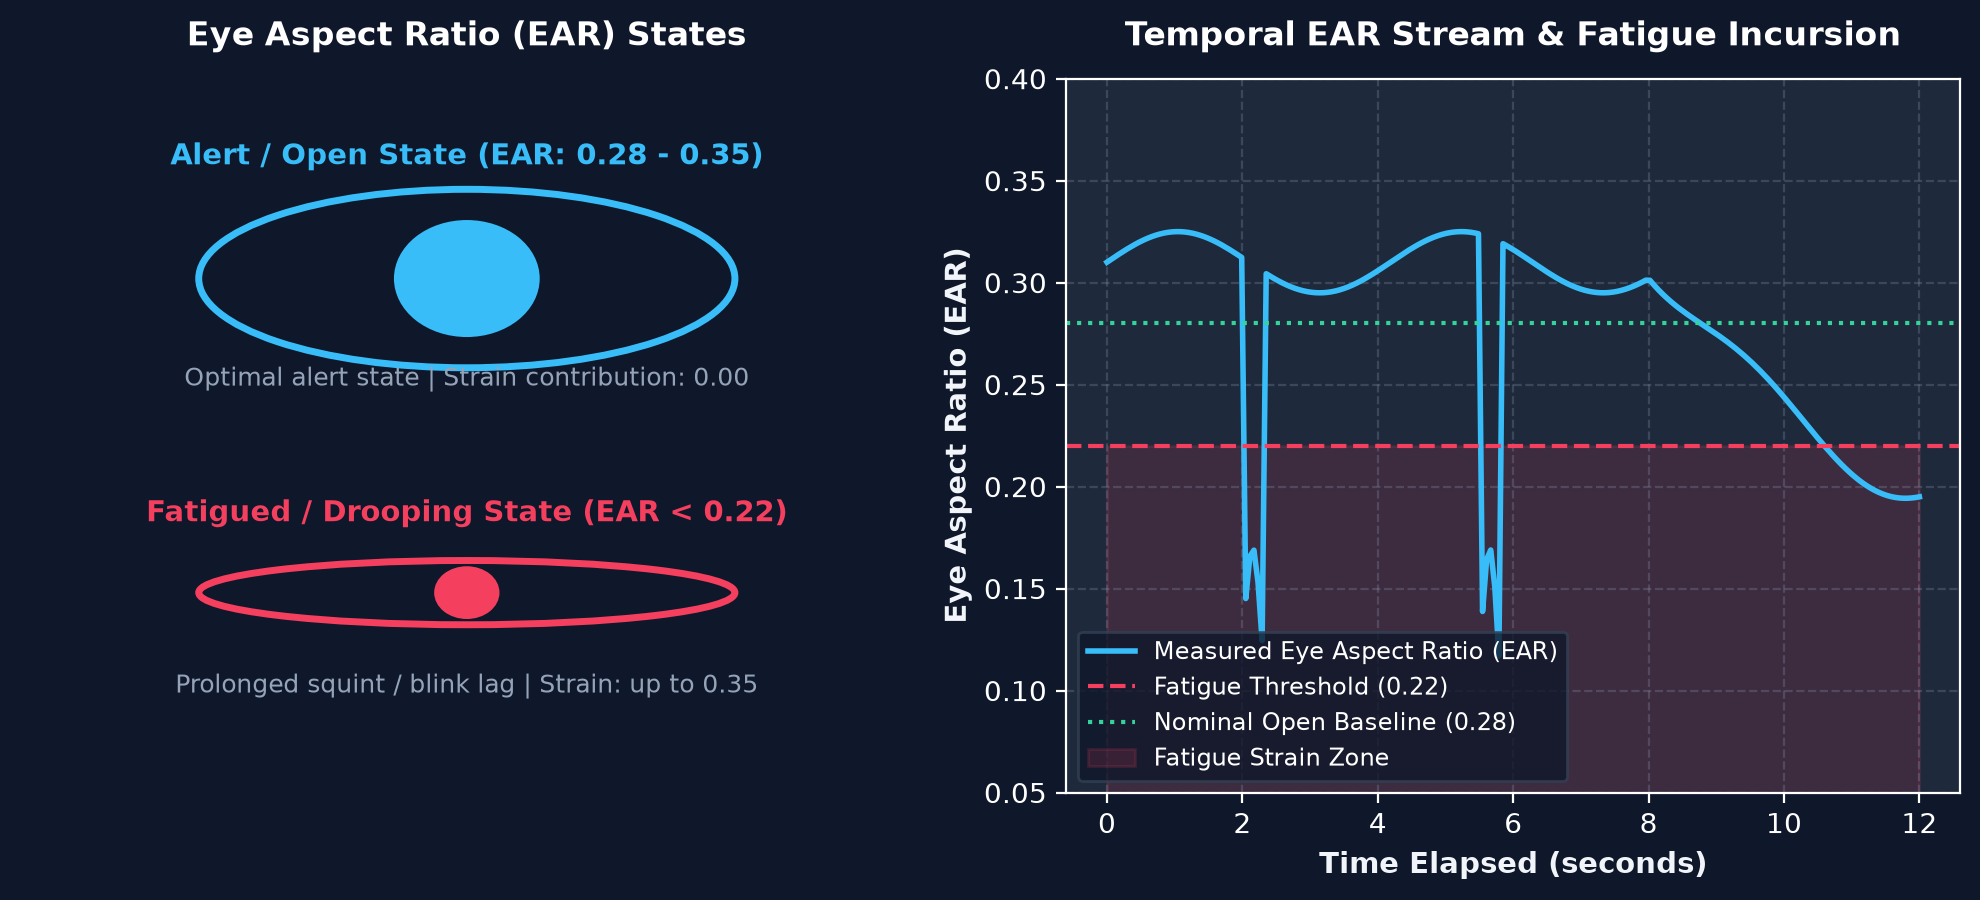 Eye Aspect Ratio (EAR) States
Alert / Open State (EAR: 0.28 - 0.35)
Optimal alert state | Strain contribution: 0.00
Fatigued / Drooping State (EAR < 0.22)
Prolonged squint / blink lag | Strain: up to 0.35
Temporal EAR Stream & Fatigue Incursion
Eye Aspect Ratio (EAR)
0.40
0.35
0.30
0.25
0.20
0.15
0.10
0.05
Measured Eye Aspect Ratio (EAR)
Fatigue Threshold (0.22)
Nominal Open Baseline (0.28)
Fatigue Strain Zone
0 2 4 6 8 10 12
Time Elapsed (seconds)